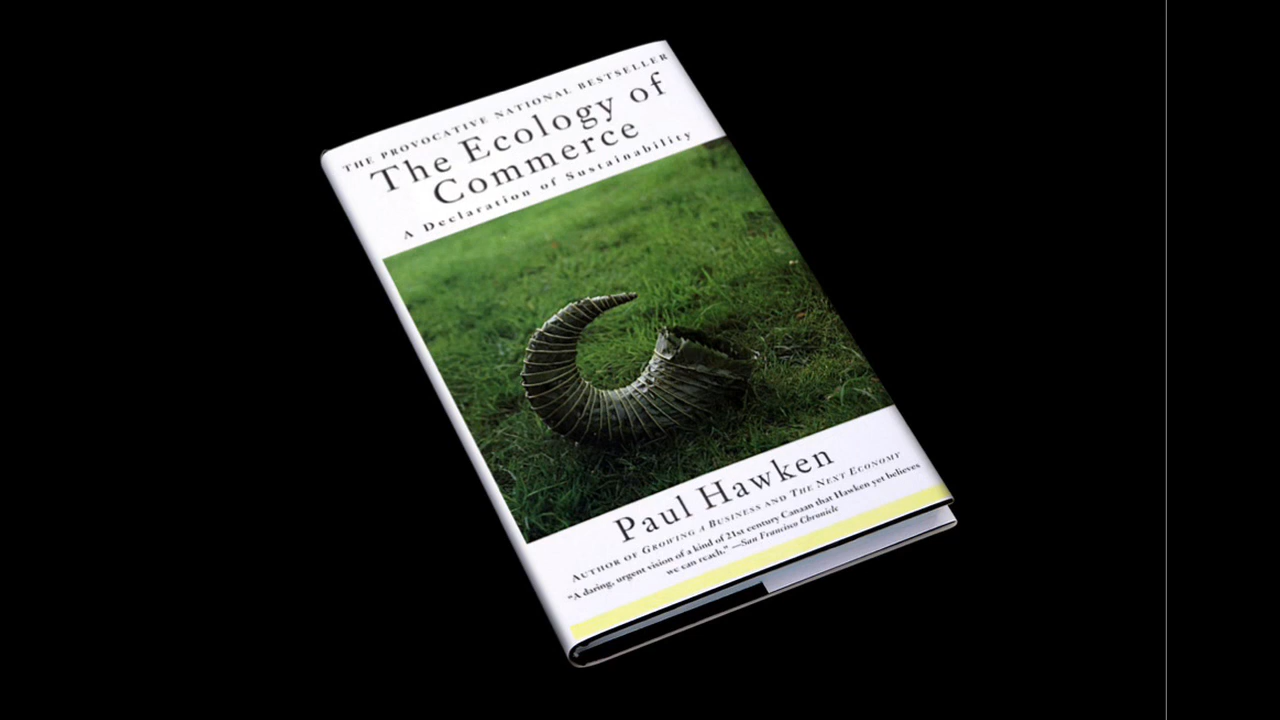 THE PROVOCATIVE NATIONAL BESTSELLER
The Ecology of
Commerce
A Declaration of Sustainability
Paul Hawken
AUTHOR OF GROWING A BUSINESS AND THE NEXT ECONOMY
“A daring, urgent vision of a kind of 21st century Canaan that Hawken yet believes
we can reach.” —San Francisco Chronicle